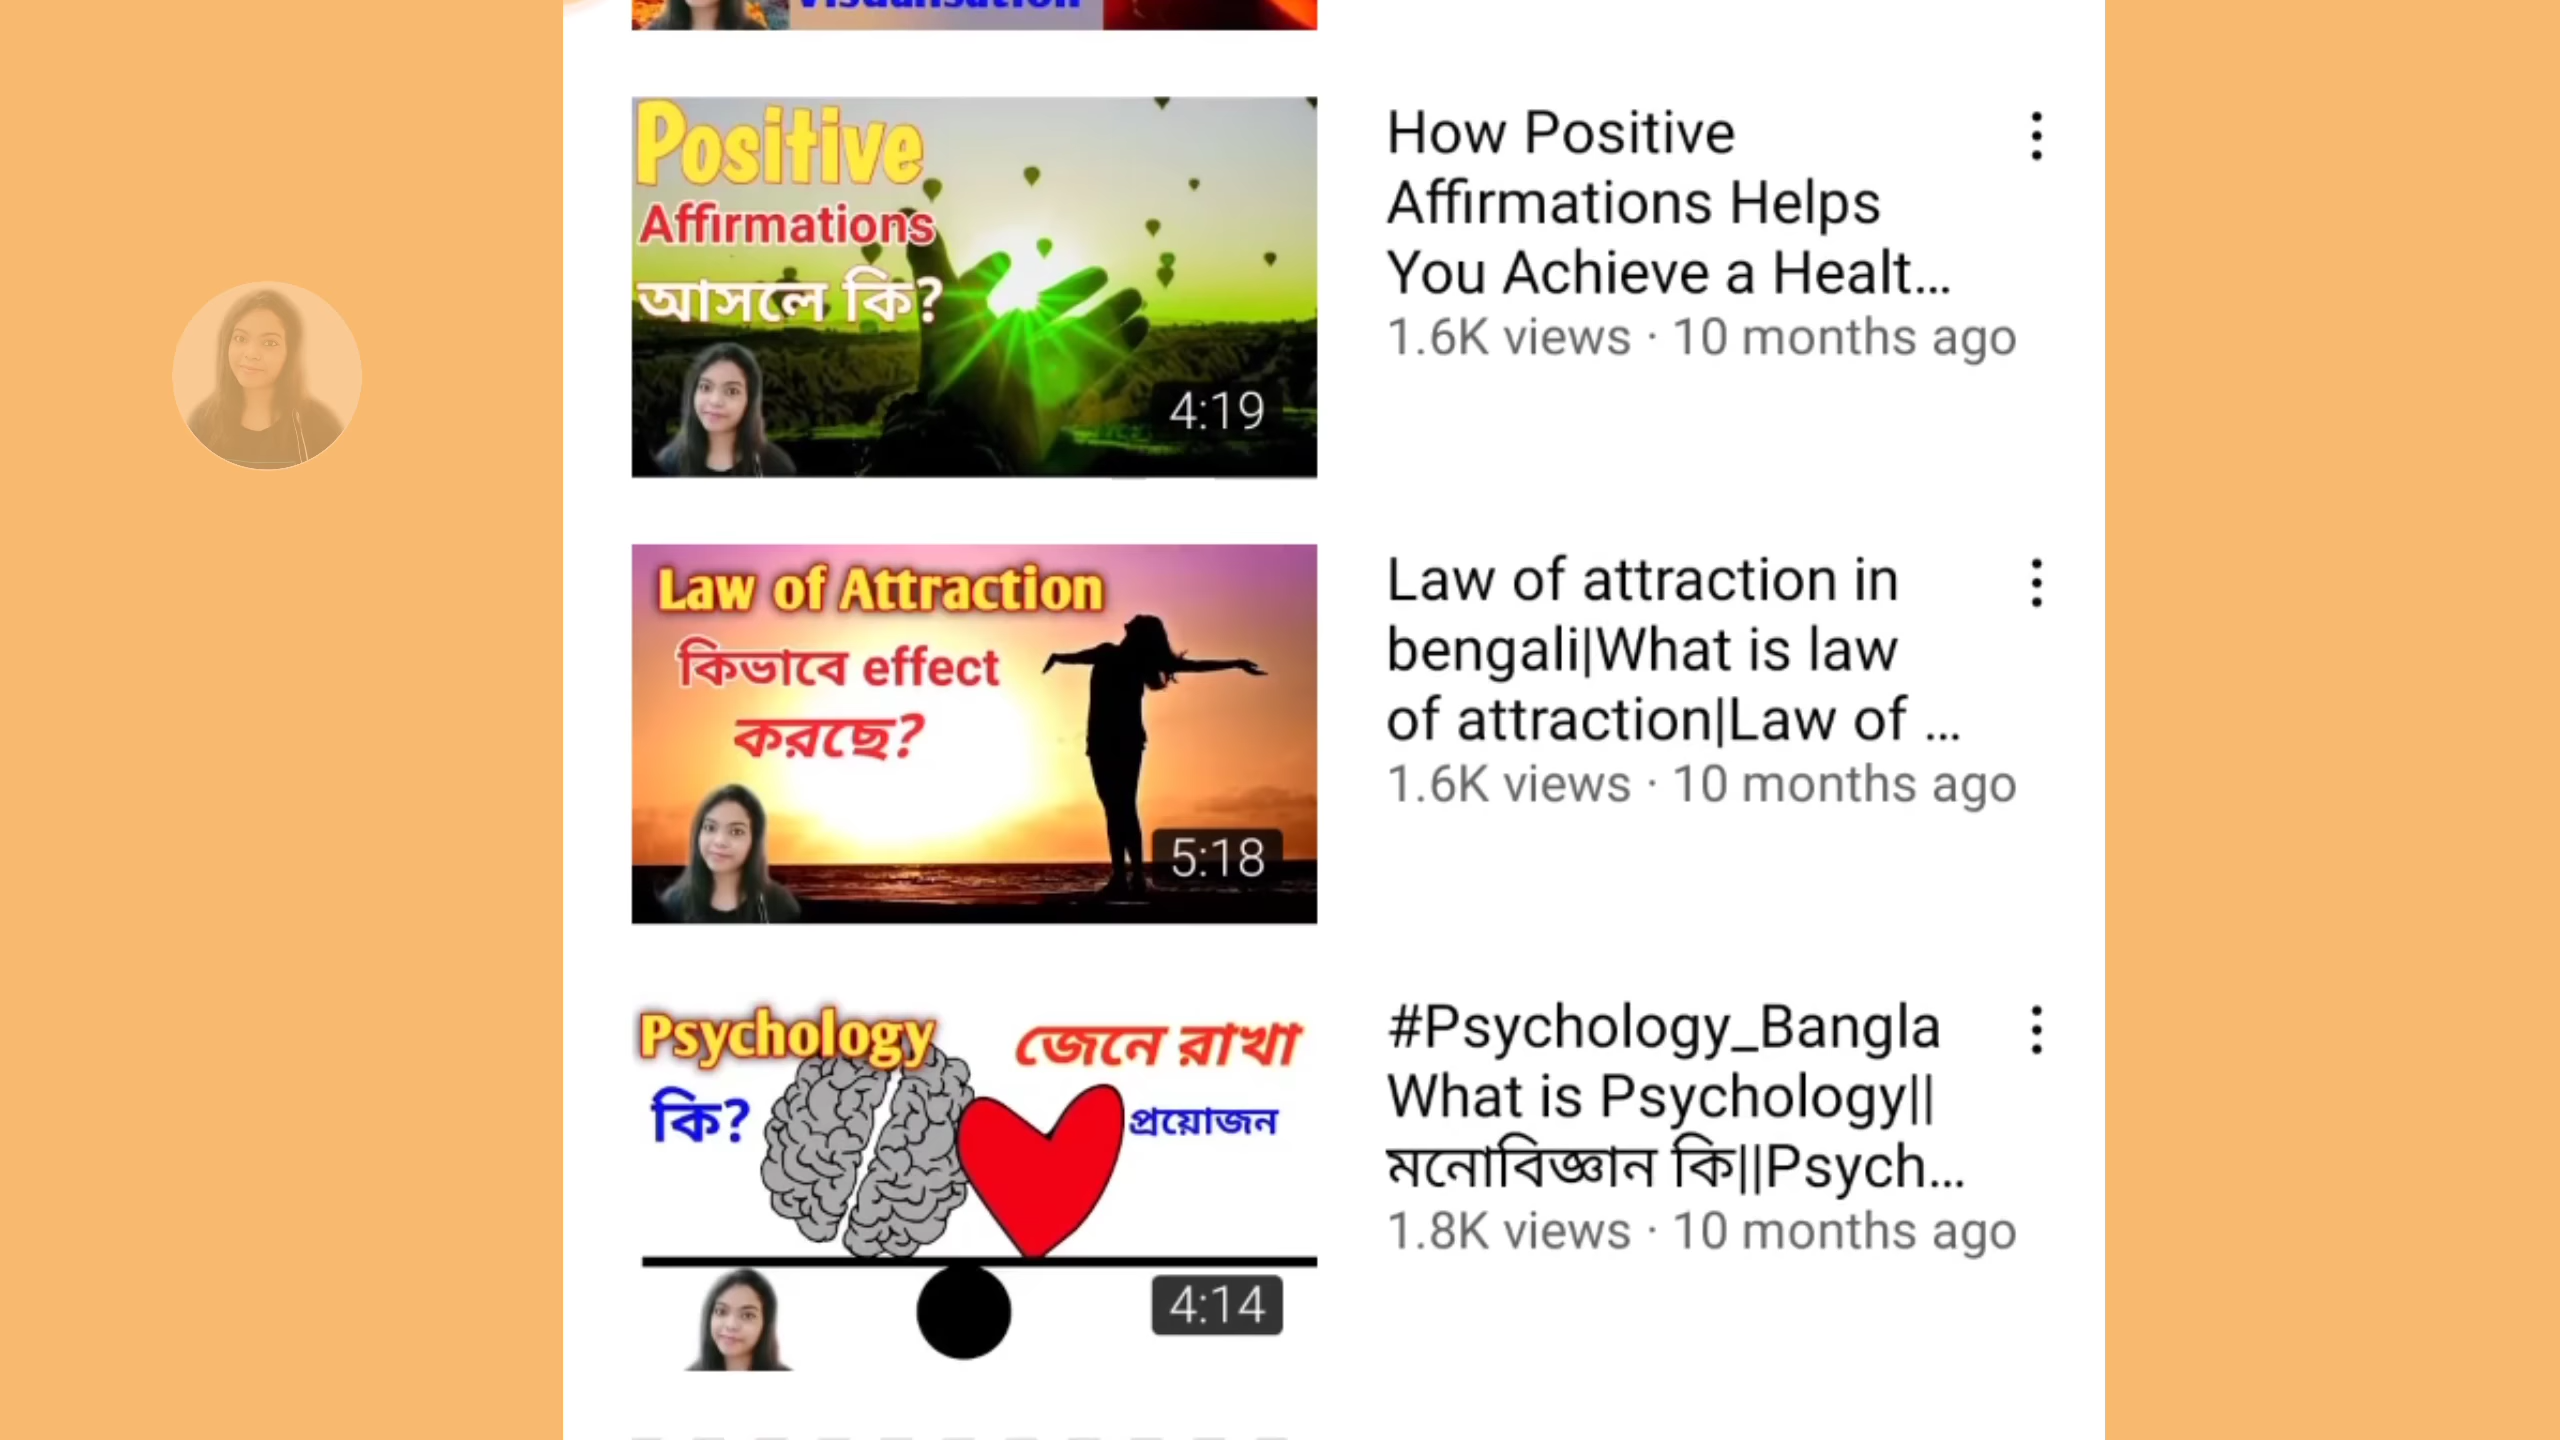 Visualisation
Positive
Affirmations
আসলে কি?
4:19
How Positive
Affirmations Helps
You Achieve a Healt...
1.6K views · 10 months ago
Law of Attraction
কিভাবে effect
করছে?
5:18
Law of attraction in
bengali|What is law
of attraction|Law of ...
1.6K views · 10 months ago
Psychology
কি?
জেনে রাখা
প্রয়োজন
4:14
#Psychology_Bangla
What is Psychology||
মনোবিজ্ঞান কি||Psych...
1.8K views · 10 months ago